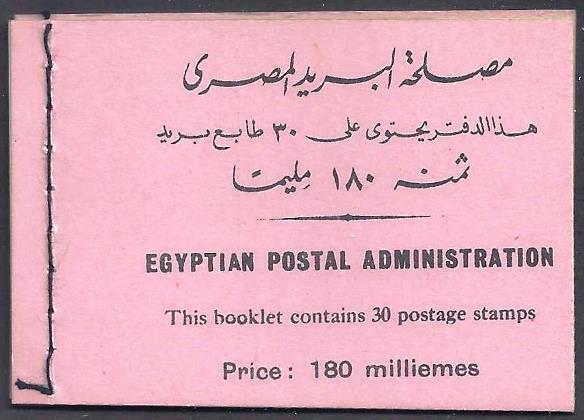 مصلحة البريد المصرى
هذا الدفتر يحتوى على ٣٠ طابع بريد
ثمنه ١٨٠ مليمًا
EGYPTIAN POSTAL ADMINISTRATION
This booklet contains 30 postage stamps
Price: 180 milliemes